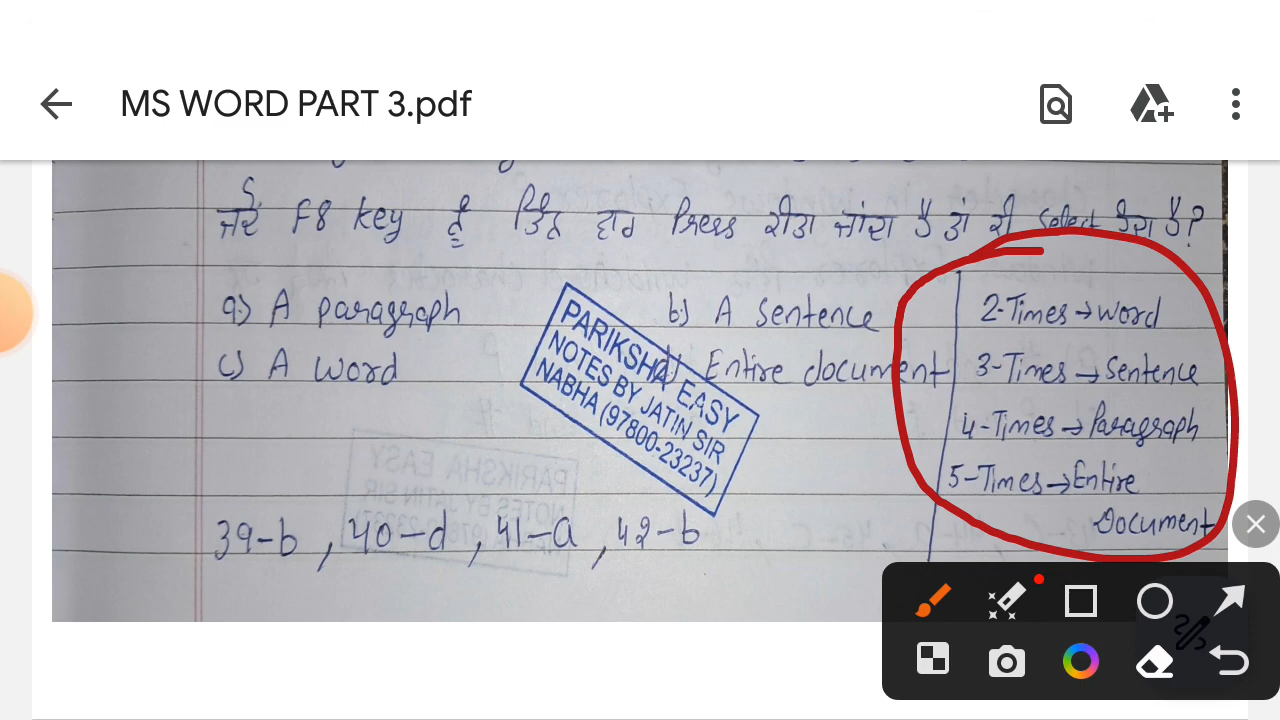 MS WORD PART 3.pdf
ਜਦੋਂ F8 key ਨੂੰ ਤਿੰਨ ਵਾਰ Press ਕੀਤਾ ਜਾਂਦਾ ਹੈ ਤਾਂ ਕੀ Select ਹੁੰਦਾ ਹੈ?
a) A paragraph
b) A Sentence
c) A word
d) Entire document
2-Times → word
3-Times → Sentence
4-Times → Paragraph
5-Times → Entire
Document
PARIKSHA EASY
NOTES BY JATIN SIR
NABHA (97800-23237)
39-b, 40-d, 41-a, 42-b